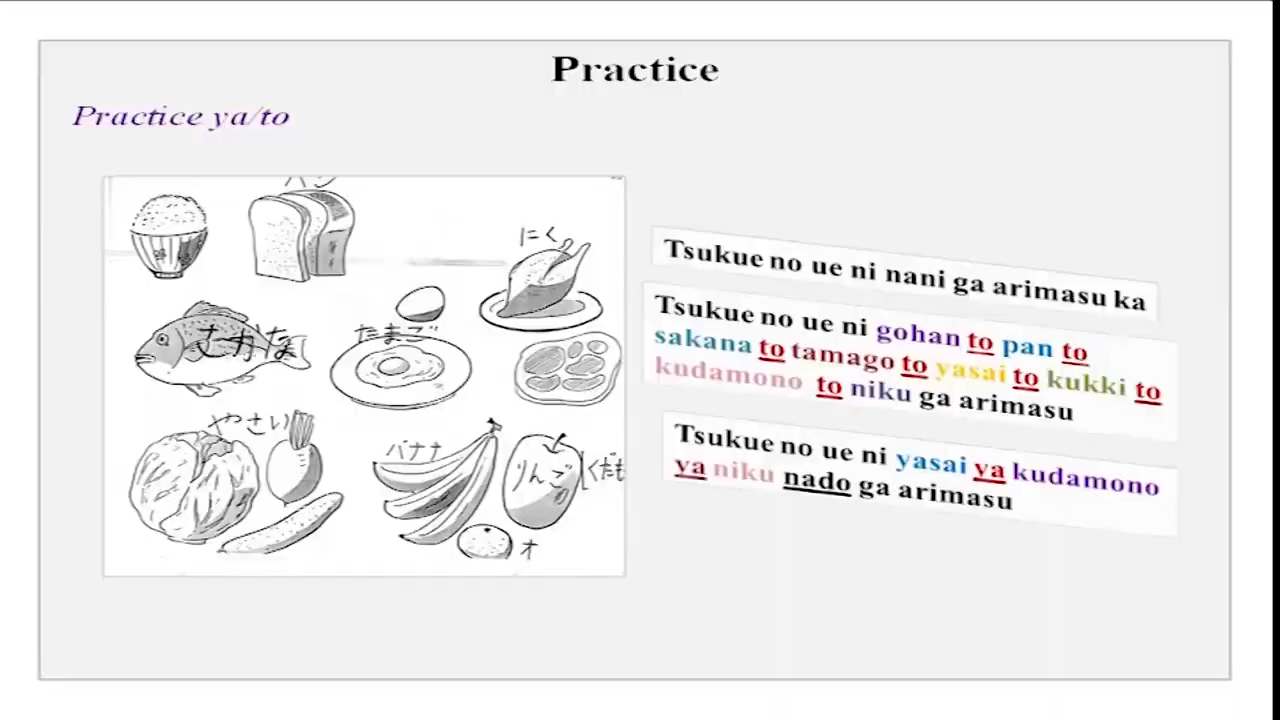 Practice
Practice ya/to
にく
さかな
たまご
やさい
バナナ
りんご
くだも
オ
Tsukue no ue ni nani ga arimasu ka
Tsukue no ue ni gohan to pan to
sakana to tamago to yasai to kukki to
kudamono to niku ga arimasu
Tsukue no ue ni yasai ya kudamono
ya niku nado ga arimasu